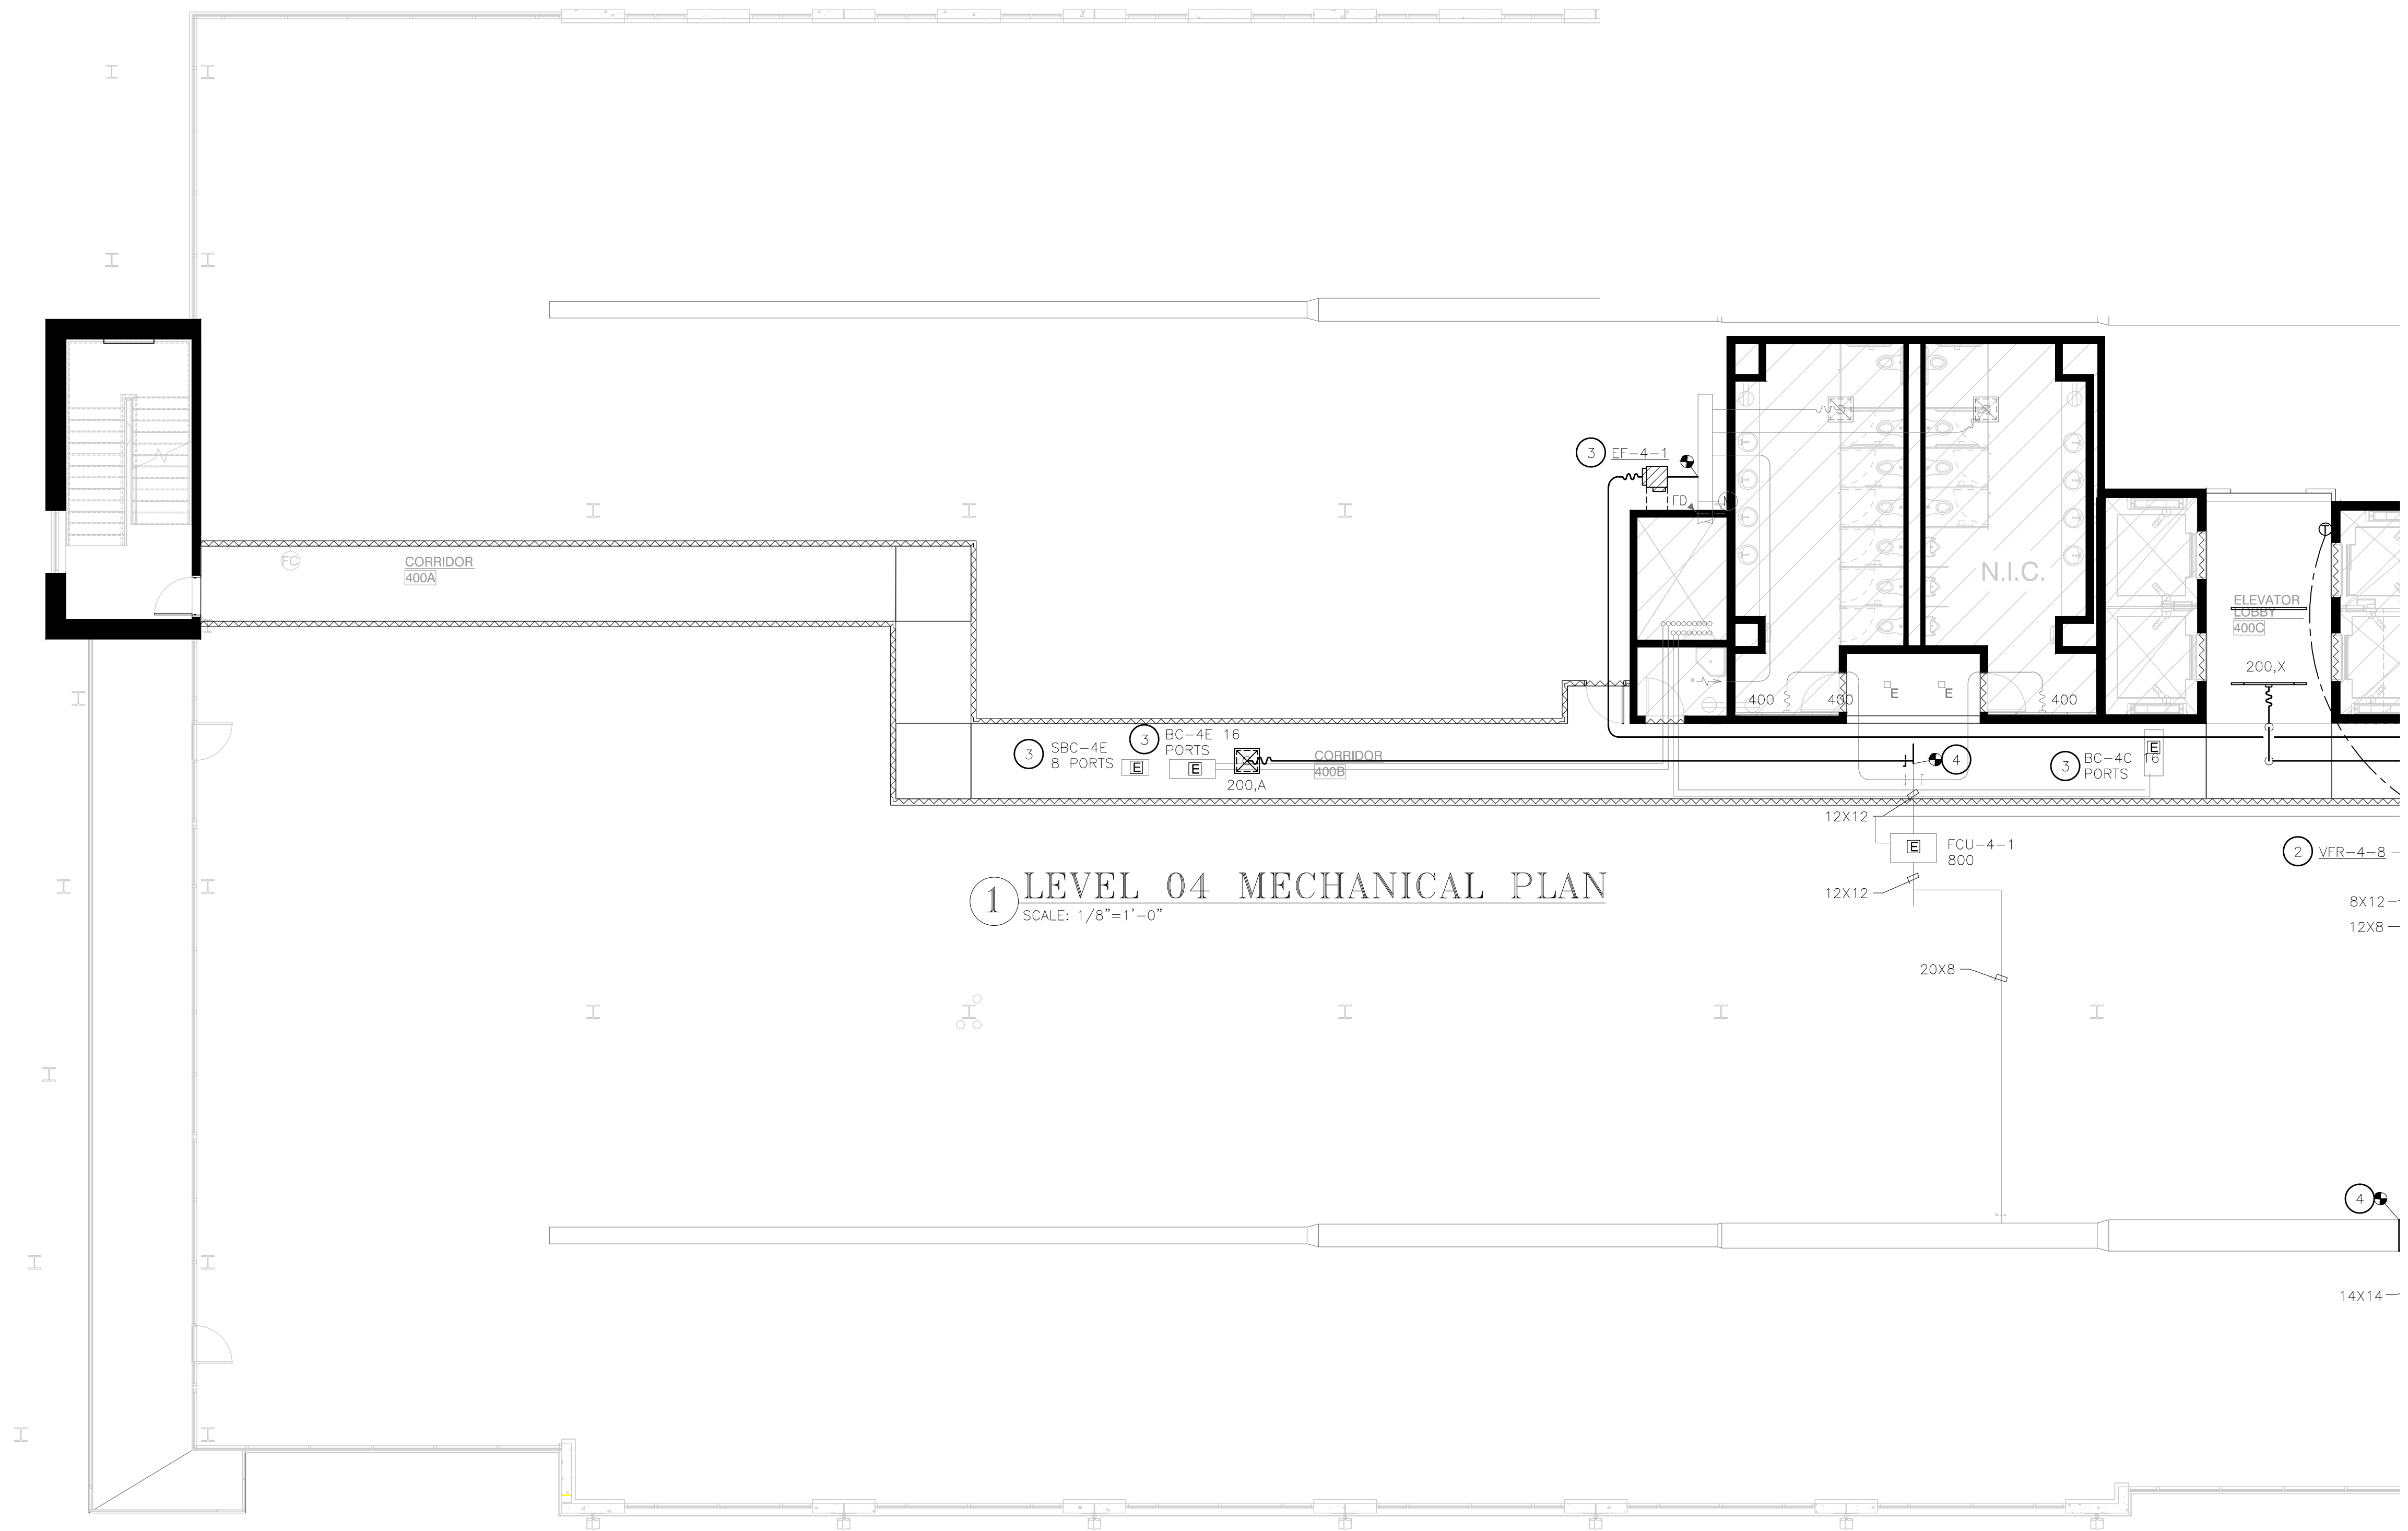 3 EF-4-1
FD
M
FC
CORRIDOR
400A
N.I.C.
ELEVATOR
LOBBY
400C
200,X
T
E
E
400
400
400
3 SBC-4E
8 PORTS
E
3 BC-4E 16
PORTS
E
200,A
CORRIDOR
400B
4
3 BC-4C 16
PORTS
E
12X12
E
FCU-4-1
800
12X12
2 VFR-4-8
8X12
12X8
1 LEVEL 04 MECHANICAL PLAN
SCALE: 1/8"=1'-0"
20X8
4
14X14